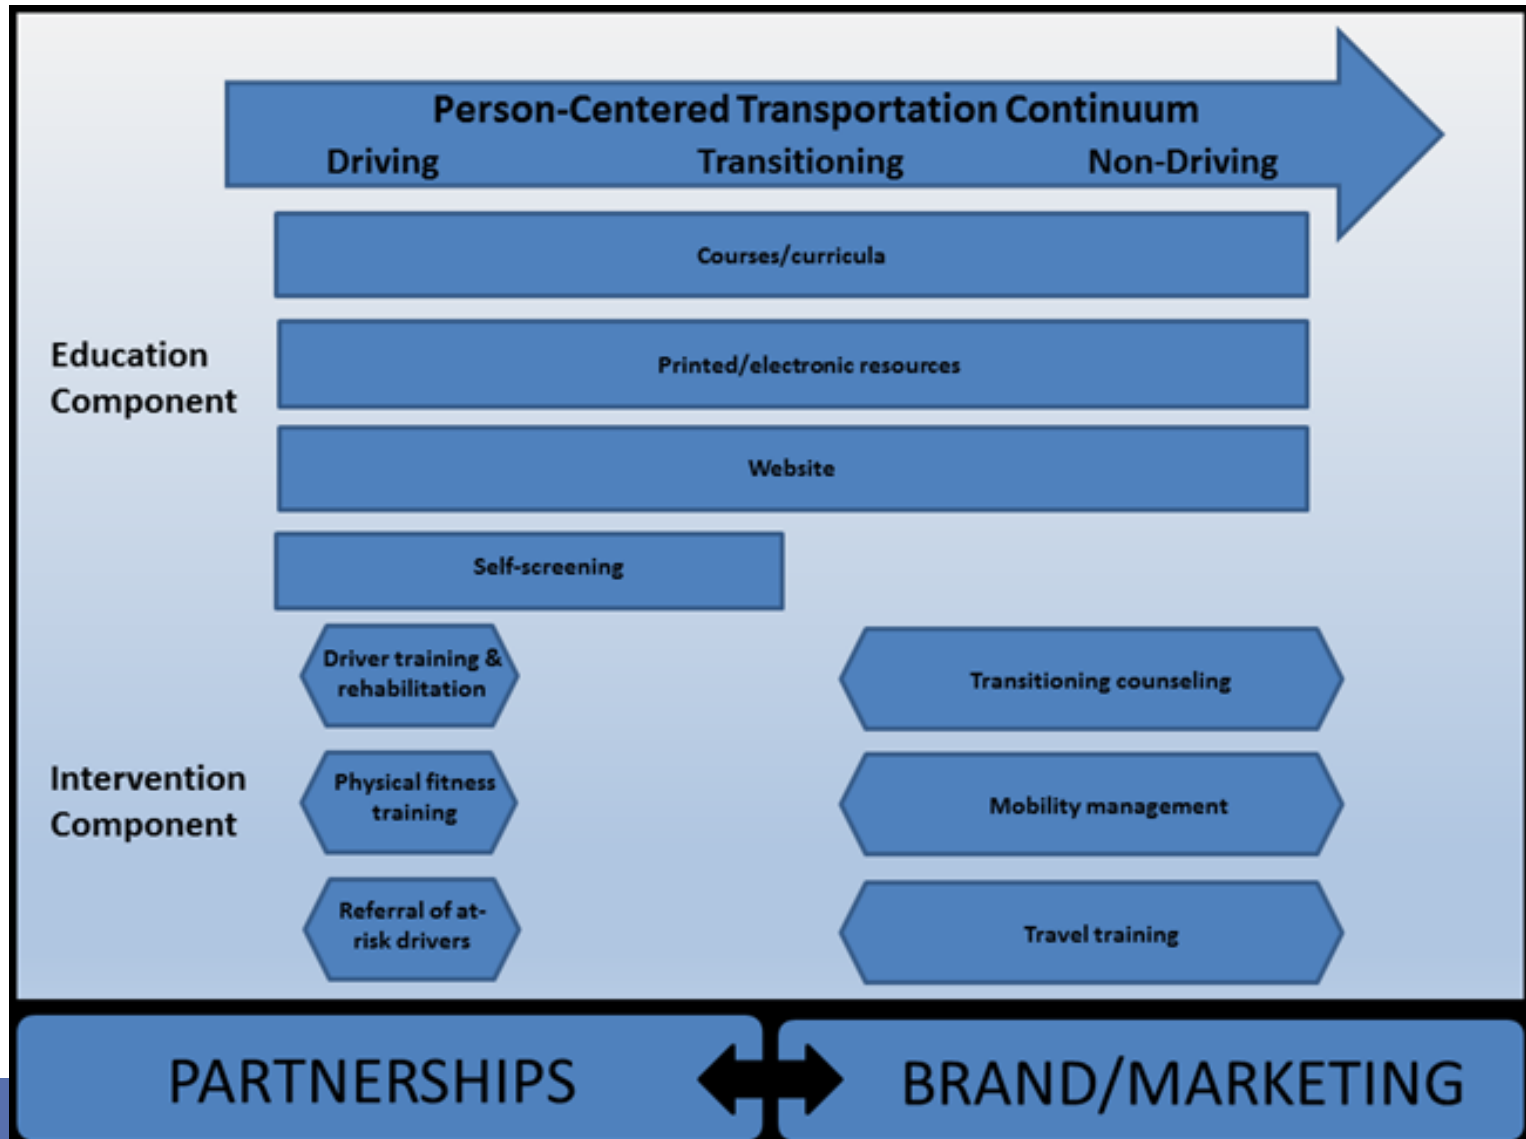 Person-Centered Transportation Continuum
Driving
Transitioning
Non-Driving
Courses/curricula
Education
Component
Printed/electronic resources
Website
Self-screening
Driver training &
rehabilitation
Transitioning counseling
Intervention
Component
Physical fitness
training
Mobility management
Referral of at-
risk drivers
Travel training
PARTNERSHIPS
BRAND/MARKETING